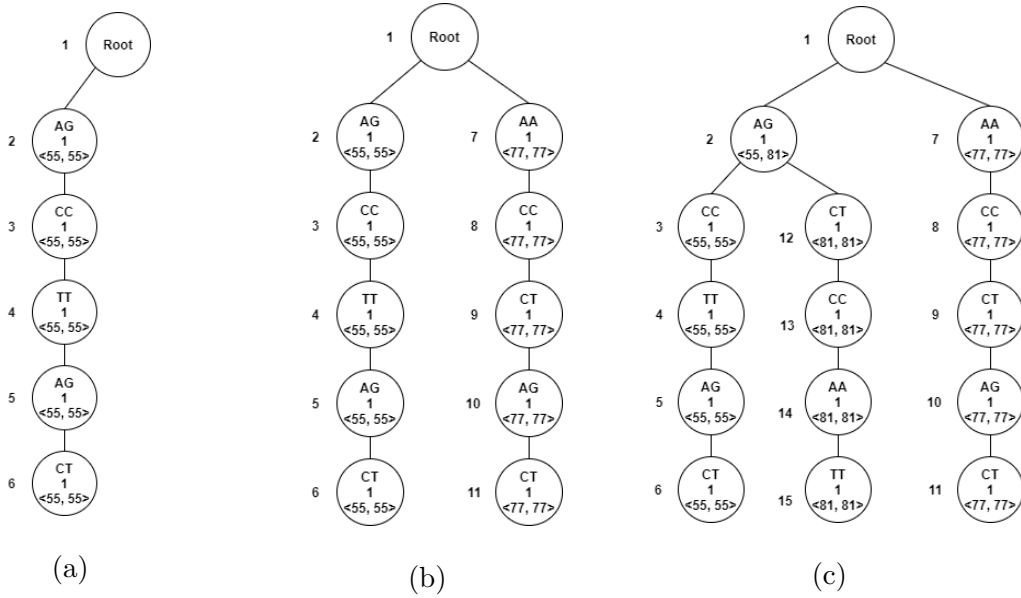 1 Root
2 AG
1
<55, 55>
3 CC
1
<55, 55>
4 TT
1
<55, 55>
5 AG
1
<55, 55>
6 CT
1
<55, 55>
(a)
1 Root
2 AG
1
<55, 55>
3 CC
1
<55, 55>
4 TT
1
<55, 55>
5 AG
1
<55, 55>
6 CT
1
<55, 55>
7 AA
1
<77, 77>
8 CC
1
<77, 77>
9 CT
1
<77, 77>
10 AG
1
<77, 77>
11 CT
1
<77, 77>
(b)
1 Root
2 AG
1
<55, 81>
3 CC
1
<55, 55>
4 TT
1
<55, 55>
5 AG
1
<55, 55>
6 CT
1
<55, 55>
12 CT
1
<81, 81>
13 CC
1
<81, 81>
14 AA
1
<81, 81>
15 TT
1
<81, 81>
7 AA
1
<77, 77>
8 CC
1
<77, 77>
9 CT
1
<77, 77>
10 AG
1
<77, 77>
11 CT
1
<77, 77>
(c)